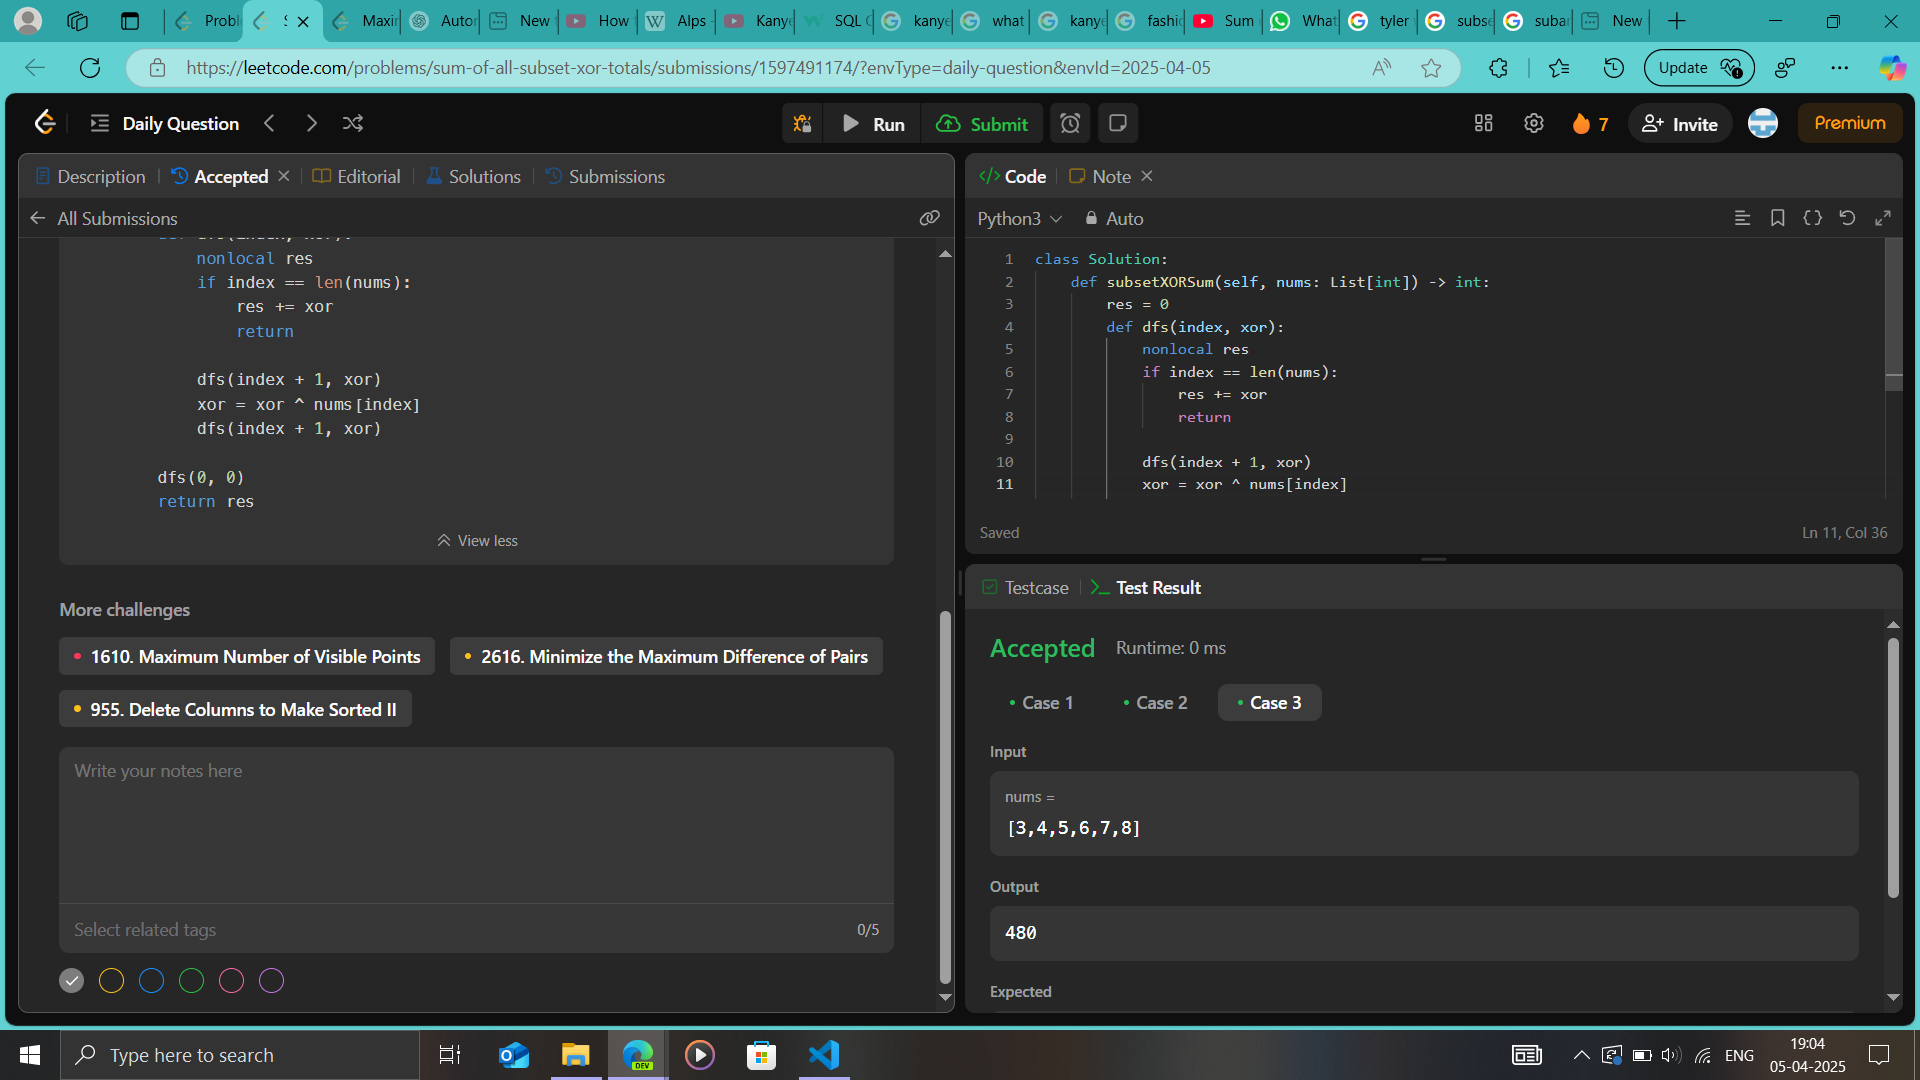 Probl
S
Maxin
Autor
New t
How t
Alps -
Kanye
SQL C
kanye
what
kanye
fashio
Sum o
What
tyler
subse
subar
New t
https://leetcode.com/problems/sum-of-all-subset-xor-totals/submissions/1597491174/?envType=daily-question&envId=2025-04-05
Update
Daily Question
Run
Submit
7
Invite
Premium
Description
Accepted
Editorial
Solutions
Submissions
All Submissions
def dfs(index, xor):
nonlocal res
if index == len(nums):
res += xor
return
dfs(index + 1, xor)
xor = xor ^ nums[index]
dfs(index + 1, xor)
dfs(0, 0)
return res
View less
More challenges
1610. Maximum Number of Visible Points
2616. Minimize the Maximum Difference of Pairs
955. Delete Columns to Make Sorted II
Write your notes here
Select related tags
0/5
Code
Note
Python3
Auto
1 class Solution:
2 def subsetXORSum(self, nums: List[int]) -> int:
3 res = 0
4 def dfs(index, xor):
5 nonlocal res
6 if index == len(nums):
7 res += xor
8 return
9
10 dfs(index + 1, xor)
11 xor = xor ^ nums[index]
Saved
Ln 11, Col 36
Testcase
Test Result
Accepted
Runtime: 0 ms
Case 1
Case 2
Case 3
Input
nums =
[3,4,5,6,7,8]
Output
480
Expected
Type here to search
DEV
ENG
19:04
05-04-2025